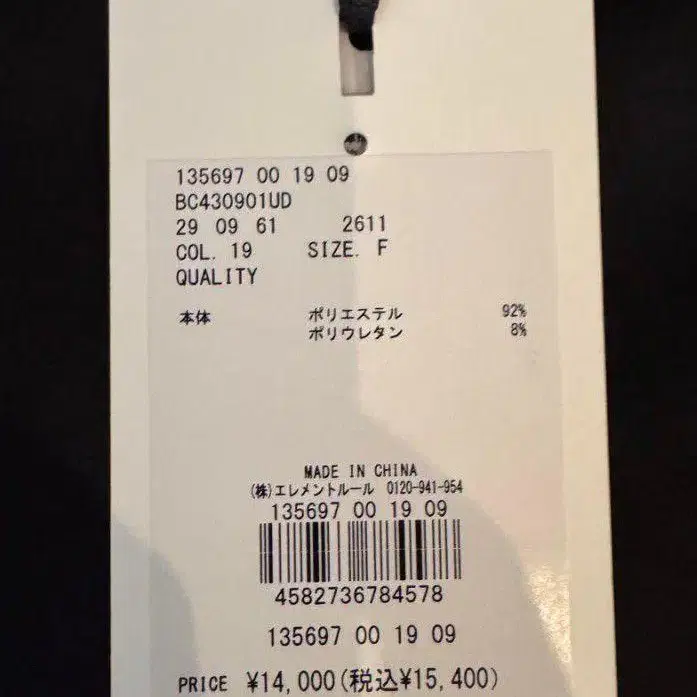 135697 00 19 09
BC430901UD
29 09 61 2611
COL. 19 SIZE. F
QUALITY
本体 ポリエステル 92%
ポリウレタン 8%
MADE IN CHINA
(株)エレメントルール 0120-941-954
135697 00 19 09
4582736784578
135697 00 19 09
PRICE ¥14,000(税込¥15,400)